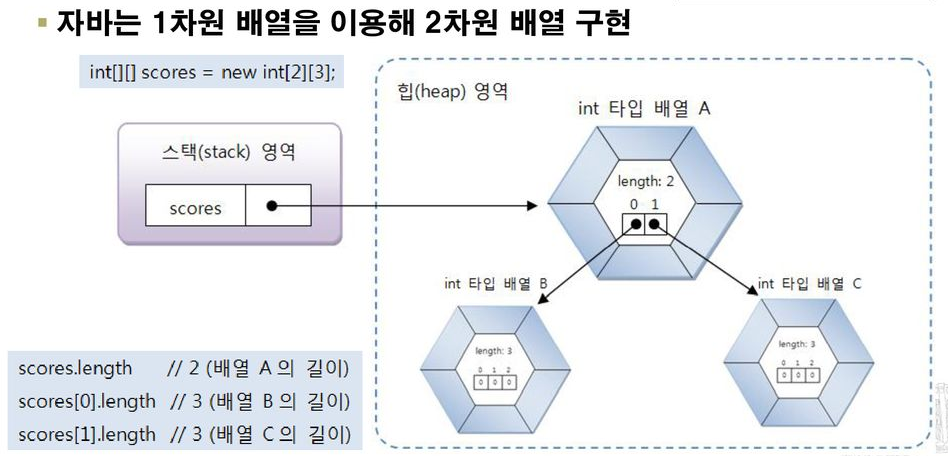 자바는 1차원 배열을 이용해 2차원 배열 구현
int[][] scores = new int[2][3];
힙(heap) 영역
int 타입 배열 A
스택(stack) 영역
length: 2
0 1
scores
int 타입 배열 B
int 타입 배열 C
length: 3
0 1 2
0 0 0
length: 3
0 1 2
0 0 0
scores.length // 2 (배열 A의 길이)
scores[0].length // 3 (배열 B의 길이)
scores[1].length // 3 (배열 C의 길이)